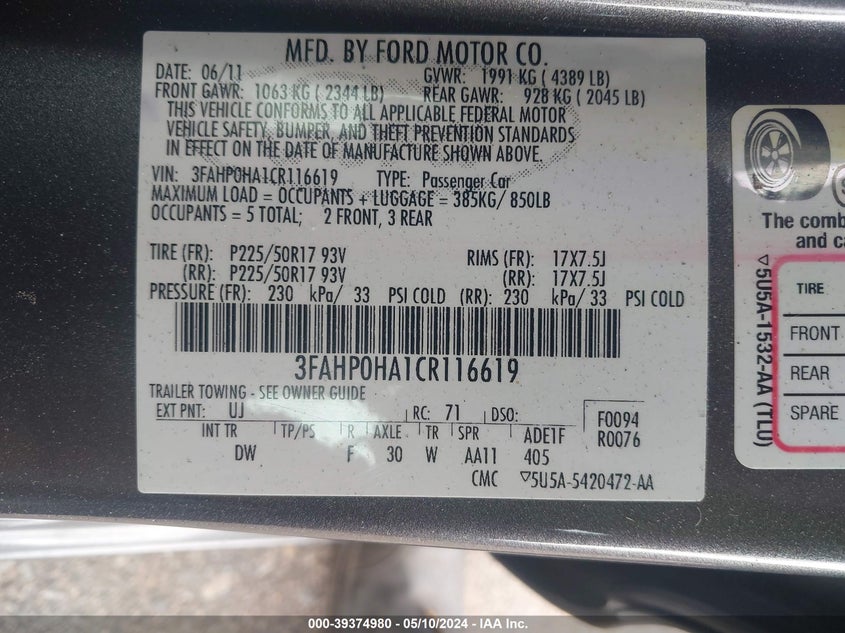 MFD. BY FORD MOTOR CO.
DATE: 06/11 GVWR: 1991 KG ( 4389 LB)
FRONT GAWR: 1063 KG ( 2344 LB) REAR GAWR: 928 KG ( 2045 LB)
THIS VEHICLE CONFORMS TO ALL APPLICABLE FEDERAL MOTOR
VEHICLE SAFETY, BUMPER, AND THEFT PREVENTION STANDARDS
IN EFFECT ON THE DATE OF MANUFACTURE SHOWN ABOVE.
VIN: 3FAHP0HA1CR116619 TYPE: Passenger Car
MAXIMUM LOAD = OCCUPANTS + LUGGAGE = 385KG/ 850LB
OCCUPANTS = 5 TOTAL; 2 FRONT, 3 REAR
TIRE (FR): P225/50R17 93V RIMS (FR): 17X7.5J
(RR): P225/50R17 93V (RR): 17X7.5J
PRESSURE (FR): 230 kPa/ 33 PSI COLD (RR): 230 kPa/ 33 PSI COLD
3FAHP0HA1CR116619
TRAILER TOWING - SEE OWNER GUIDE
EXT PNT: UJ RC: 71 DSO: F0094
R0076
INT TR TP/PS R AXLE TR SPR ADE1F
DW F 30 W AA11 405
CMC ▽5U5A-5420472-AA
The comb
and ca
▽5U5A-1532-AA (TLU)
TIRE
FRONT
REAR
SPARE
000-39374980 - 05/10/2024 - IAA Inc.